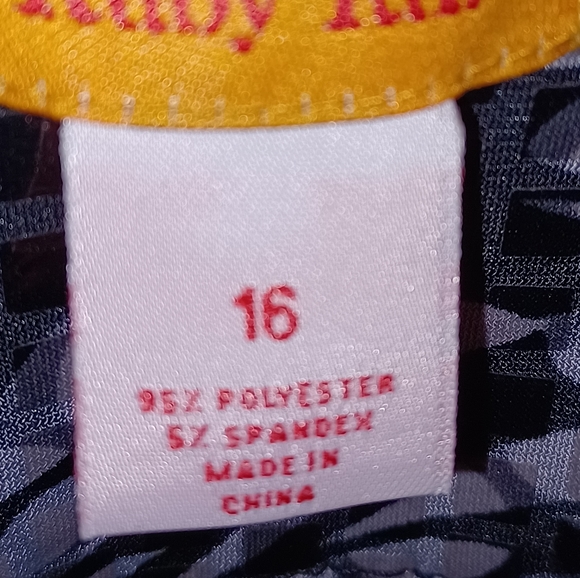 16
95% POLYESTER
5% SPANDEX
MADE IN
CHINA